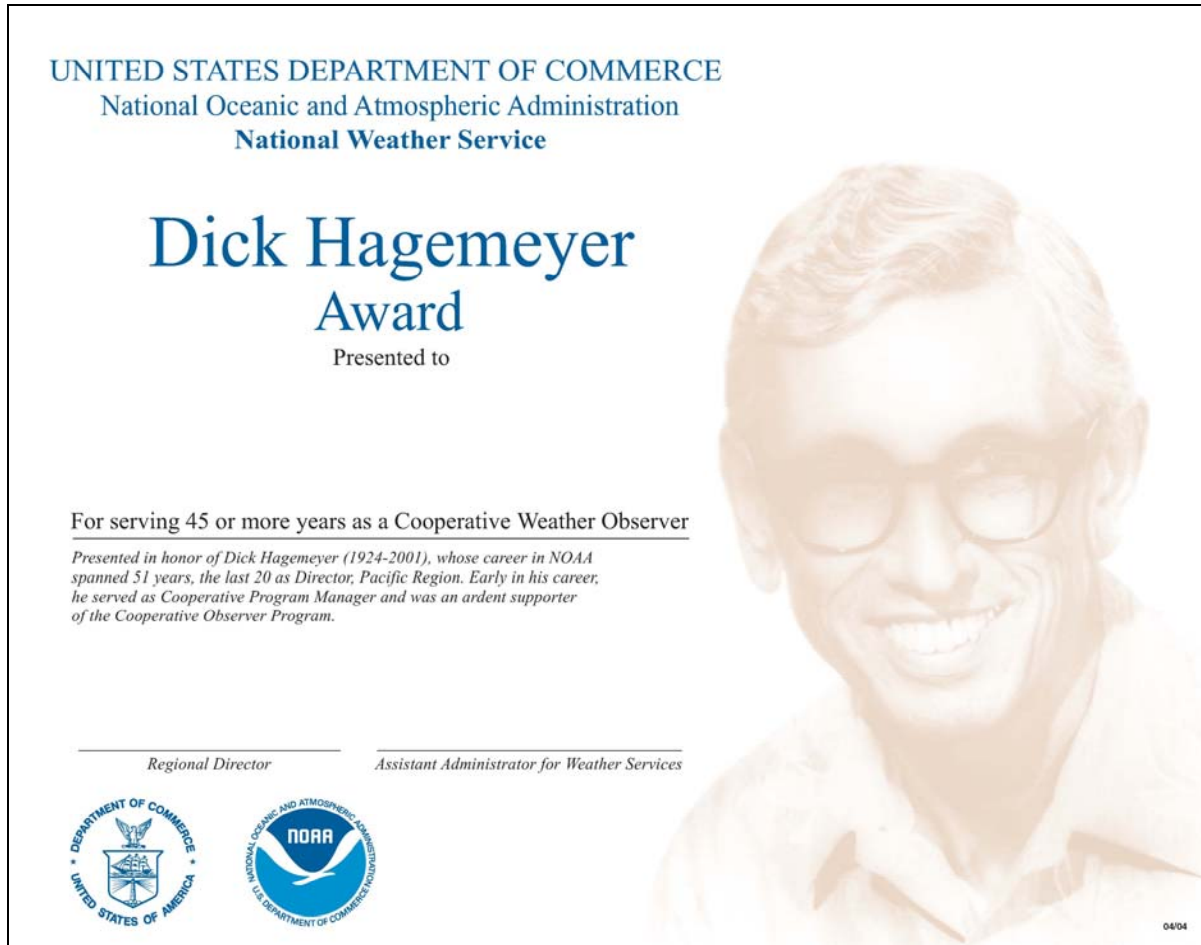 UNITED STATES DEPARTMENT OF COMMERCE
National Oceanic and Atmospheric Administration
National Weather Service
Dick Hagemeyer
Award
Presented to
For serving 45 or more years as a Cooperative Weather Observer
Presented in honor of Dick Hagemeyer (1924-2001), whose career in NOAA
spanned 51 years, the last 20 as Director, Pacific Region. Early in his career,
he served as Cooperative Program Manager and was an ardent supporter
of the Cooperative Observer Program.
Regional Director
Assistant Administrator for Weather Services
DEPARTMENT OF COMMERCE
UNITED STATES OF AMERICA
NATIONAL OCEANIC AND ATMOSPHERIC ADMINISTRATION
NOAA
U.S. DEPARTMENT OF COMMERCE
04/04